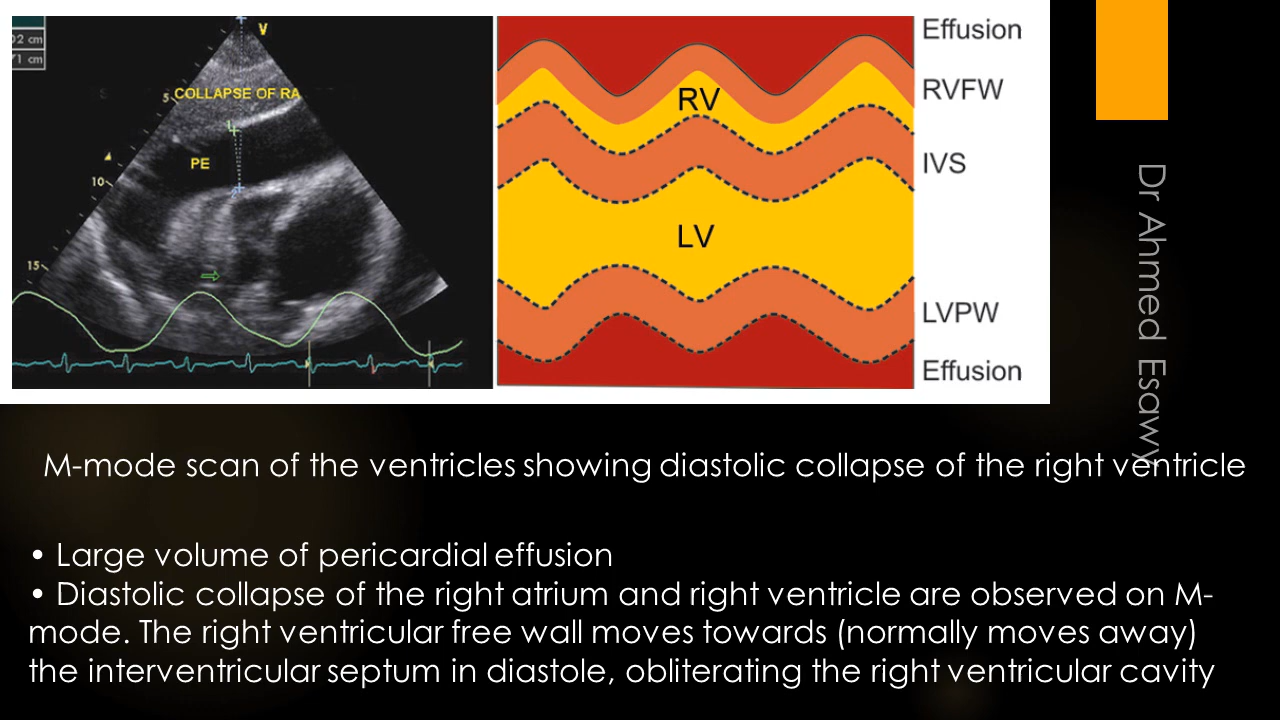 02 cm
71 cm
V
COLLAPSE OF RA
5
PE
10
15
Effusion
RV
RVFW
IVS
LV
LVPW
Effusion
Dr Ahmed Esawy
M-mode scan of the ventricles showing diastolic collapse of the right ventricle
• Large volume of pericardial effusion
• Diastolic collapse of the right atrium and right ventricle are observed on M-
mode. The right ventricular free wall moves towards (normally moves away)
the interventricular septum in diastole, obliterating the right ventricular cavity